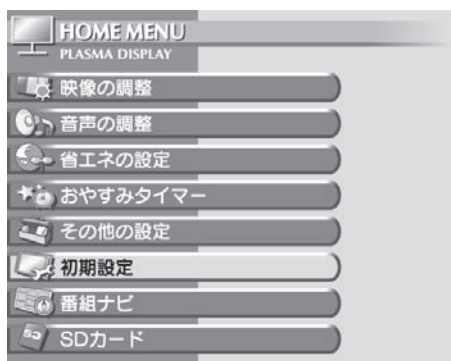 HOME MENU
PLASMA DISPLAY
映像の調整
音声の調整
省エネの設定
おやすみタイマー
その他の設定
初期設定
番組ナビ
SD
SDカード